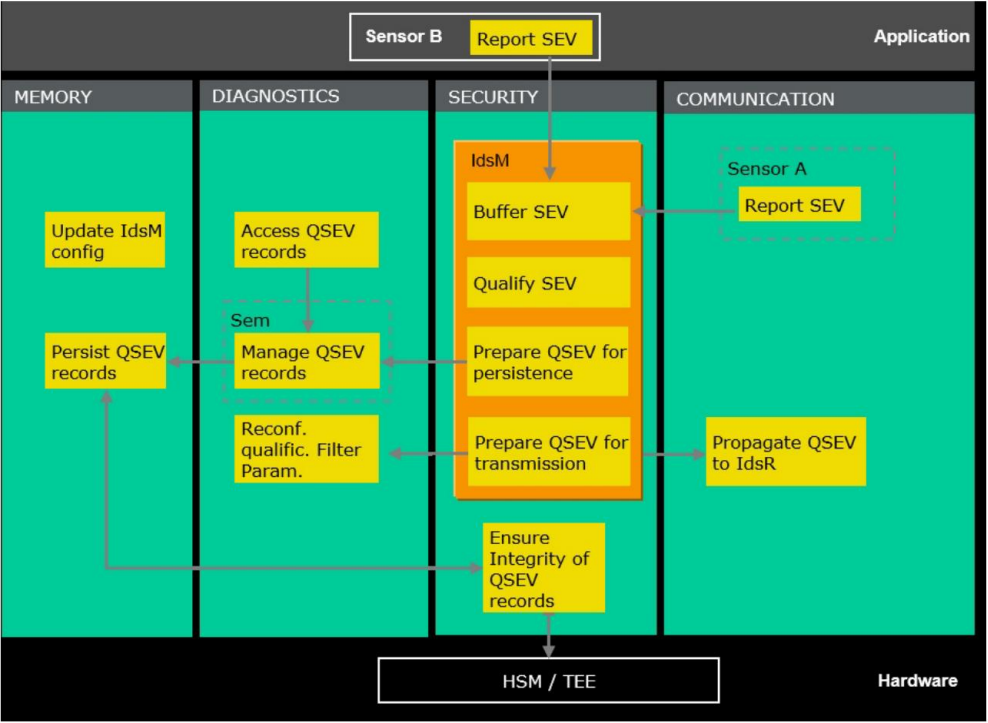 Sensor B
Report SEV
Application
MEMORY
DIAGNOSTICS
SECURITY
COMMUNICATION
IdsM
Sensor A
Buffer SEV
Report SEV
Update IdsM
config
Access QSEV
records
Qualify SEV
Sem
Persist QSEV
records
Manage QSEV
records
Prepare QSEV for
persistence
Reconf.
qualific. Filter
Param.
Prepare QSEV for
transmission
Propagate QSEV
to IdsR
Ensure
Integrity of
QSEV
records
HSM / TEE
Hardware